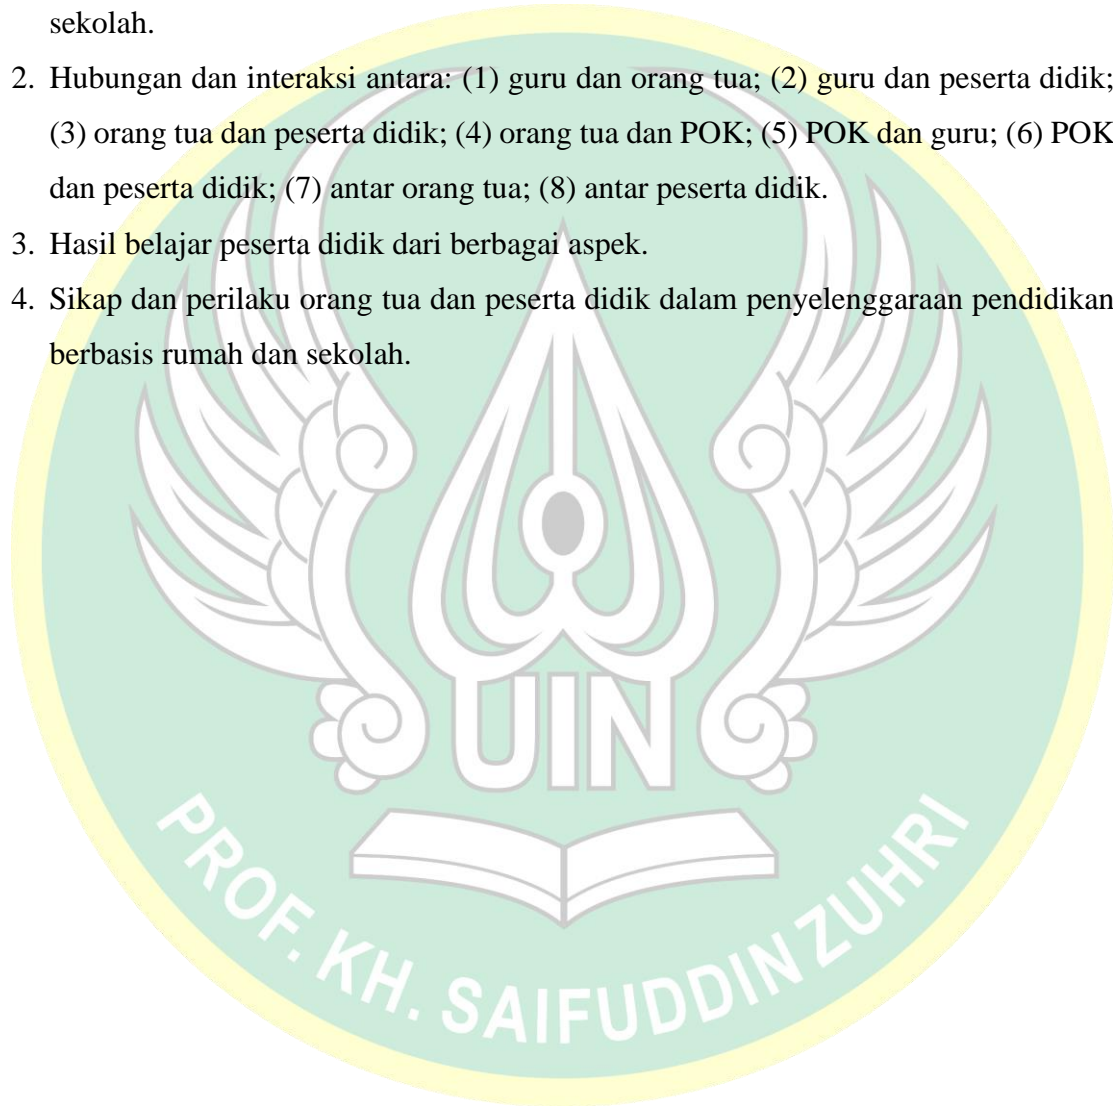 sekolah.
2. Hubungan dan interaksi antara: (1) guru dan orang tua; (2) guru dan peserta didik;
(3) orang tua dan peserta didik; (4) orang tua dan POK; (5) POK dan guru; (6) POK
dan peserta didik; (7) antar orang tua; (8) antar peserta didik.
3. Hasil belajar peserta didik dari berbagai aspek.
4. Sikap dan perilaku orang tua dan peserta didik dalam penyelenggaraan pendidikan
berbasis rumah dan sekolah.
UIN
PROF. KH. SAIFUDDIN ZUHRI